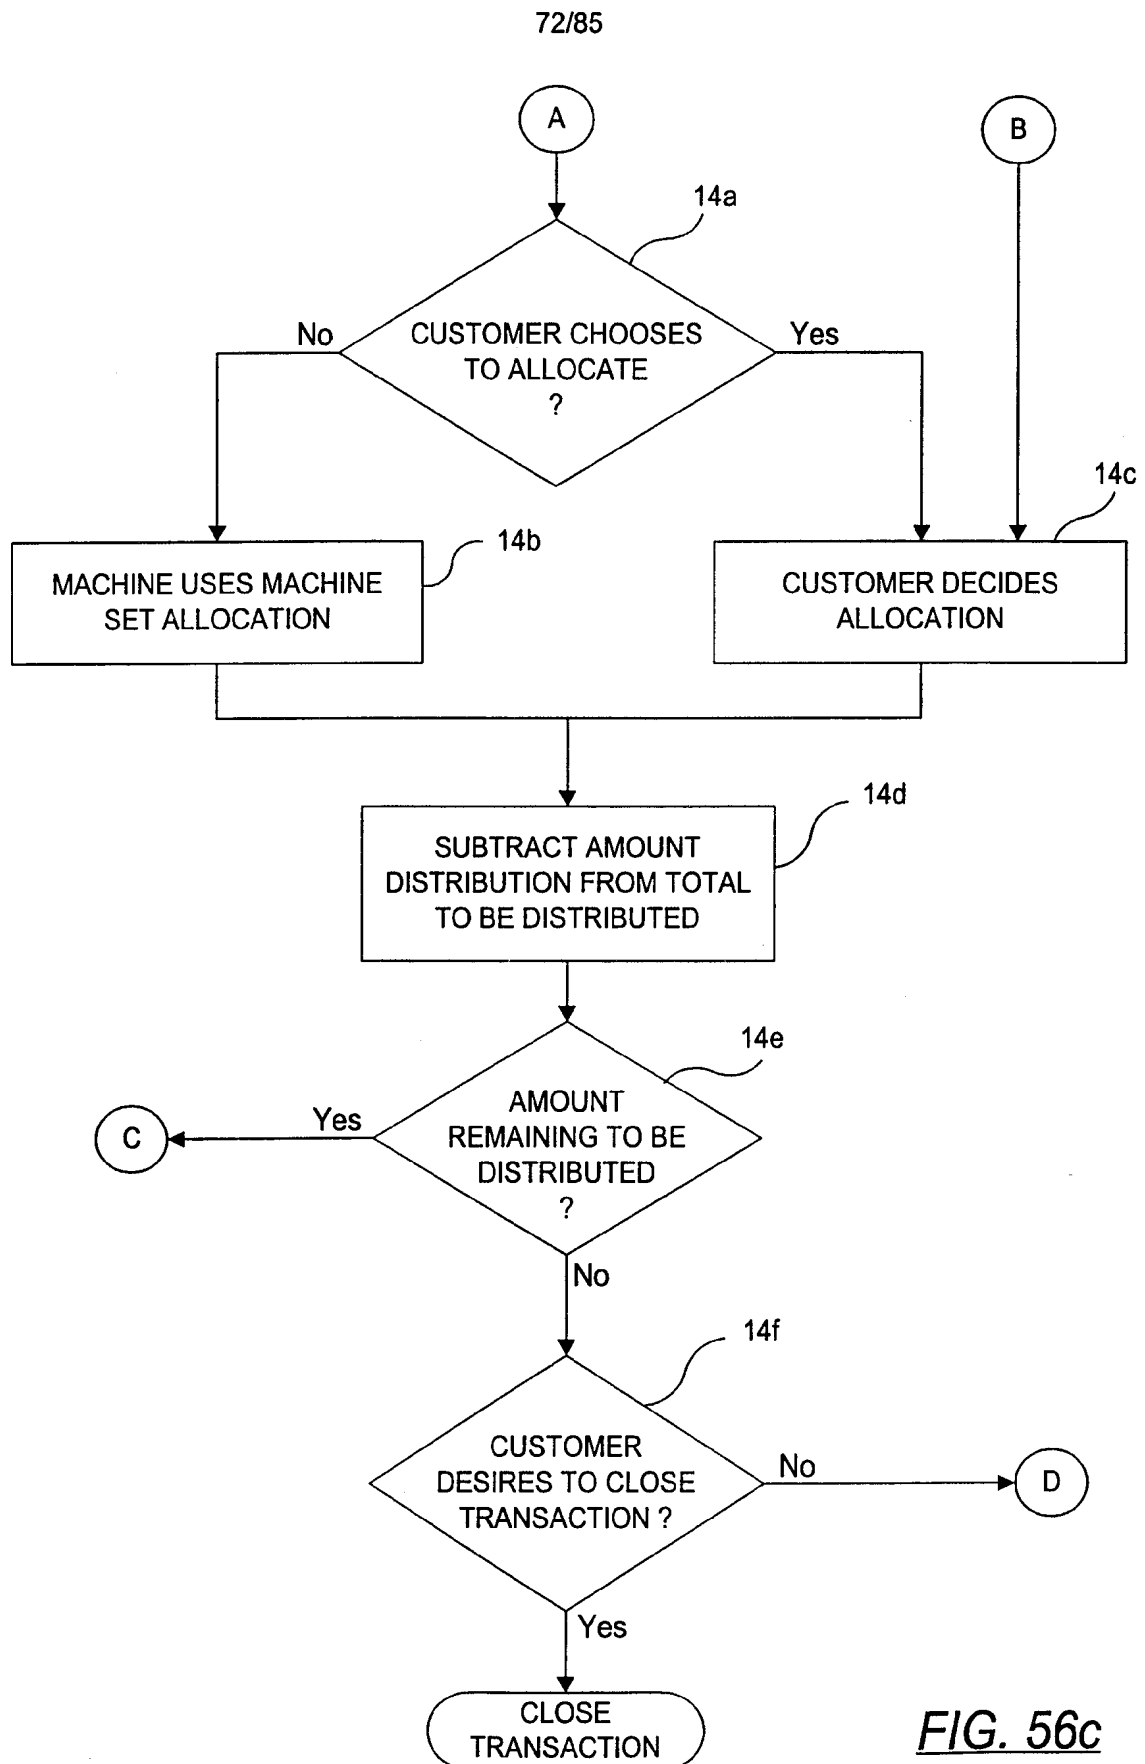 72/85
A
B
14a
No
CUSTOMER CHOOSES
TO ALLOCATE
?
Yes
14c
14b
MACHINE USES MACHINE
SET ALLOCATION
CUSTOMER DECIDES
ALLOCATION
14d
SUBTRACT AMOUNT
DISTRIBUTION FROM TOTAL
TO BE DISTRIBUTED
14e
C
Yes
AMOUNT
REMAINING TO BE
DISTRIBUTED
?
No
14f
CUSTOMER
DESIRES TO CLOSE
TRANSACTION ?
No
D
Yes
CLOSE
TRANSACTION
FIG. 56c